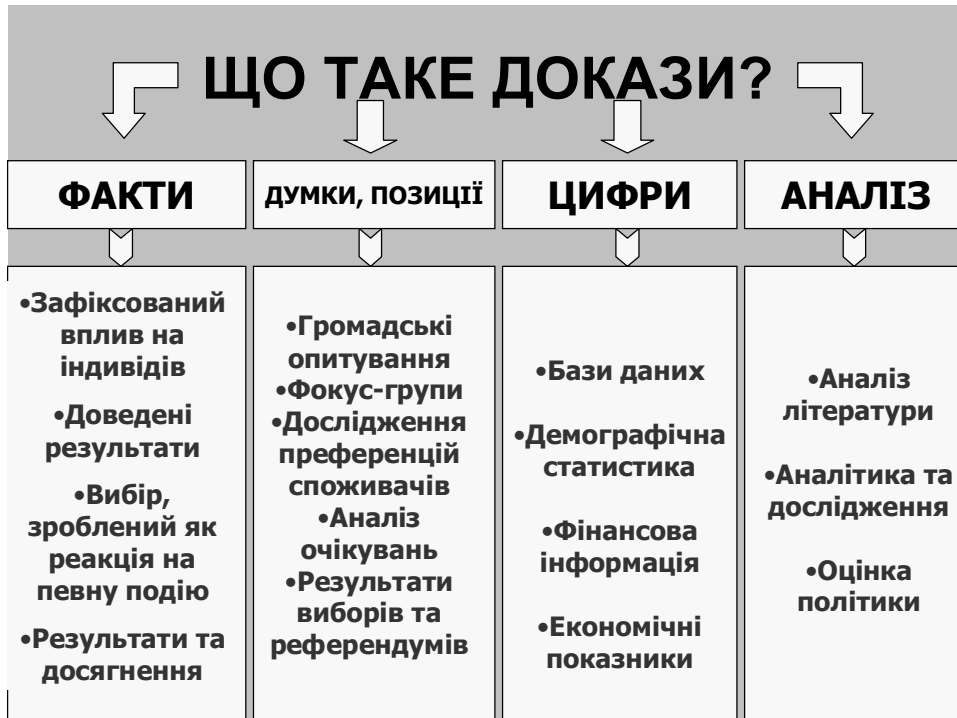 ЩО ТАКЕ ДОКАЗИ?
ФАКТИ
•Зафіксований
вплив на
індивідів
•Доведені
результати
•Вибір,
зроблений як
реакція на
певну подію
•Результати та
досягнення
ДУМКИ, ПОЗИЦІЇ
•Громадські
опитування
•Фокус-групи
•Дослідження
преференцій
споживачів
•Аналіз
очікувань
•Результати
виборів та
референдумів
ЦИФРИ
•Бази даних
•Демографічна
статистика
•Фінансова
інформація
•Економічні
показники
АНАЛІЗ
•Аналіз
літератури
•Аналітика та
дослідження
•Оцінка
політики